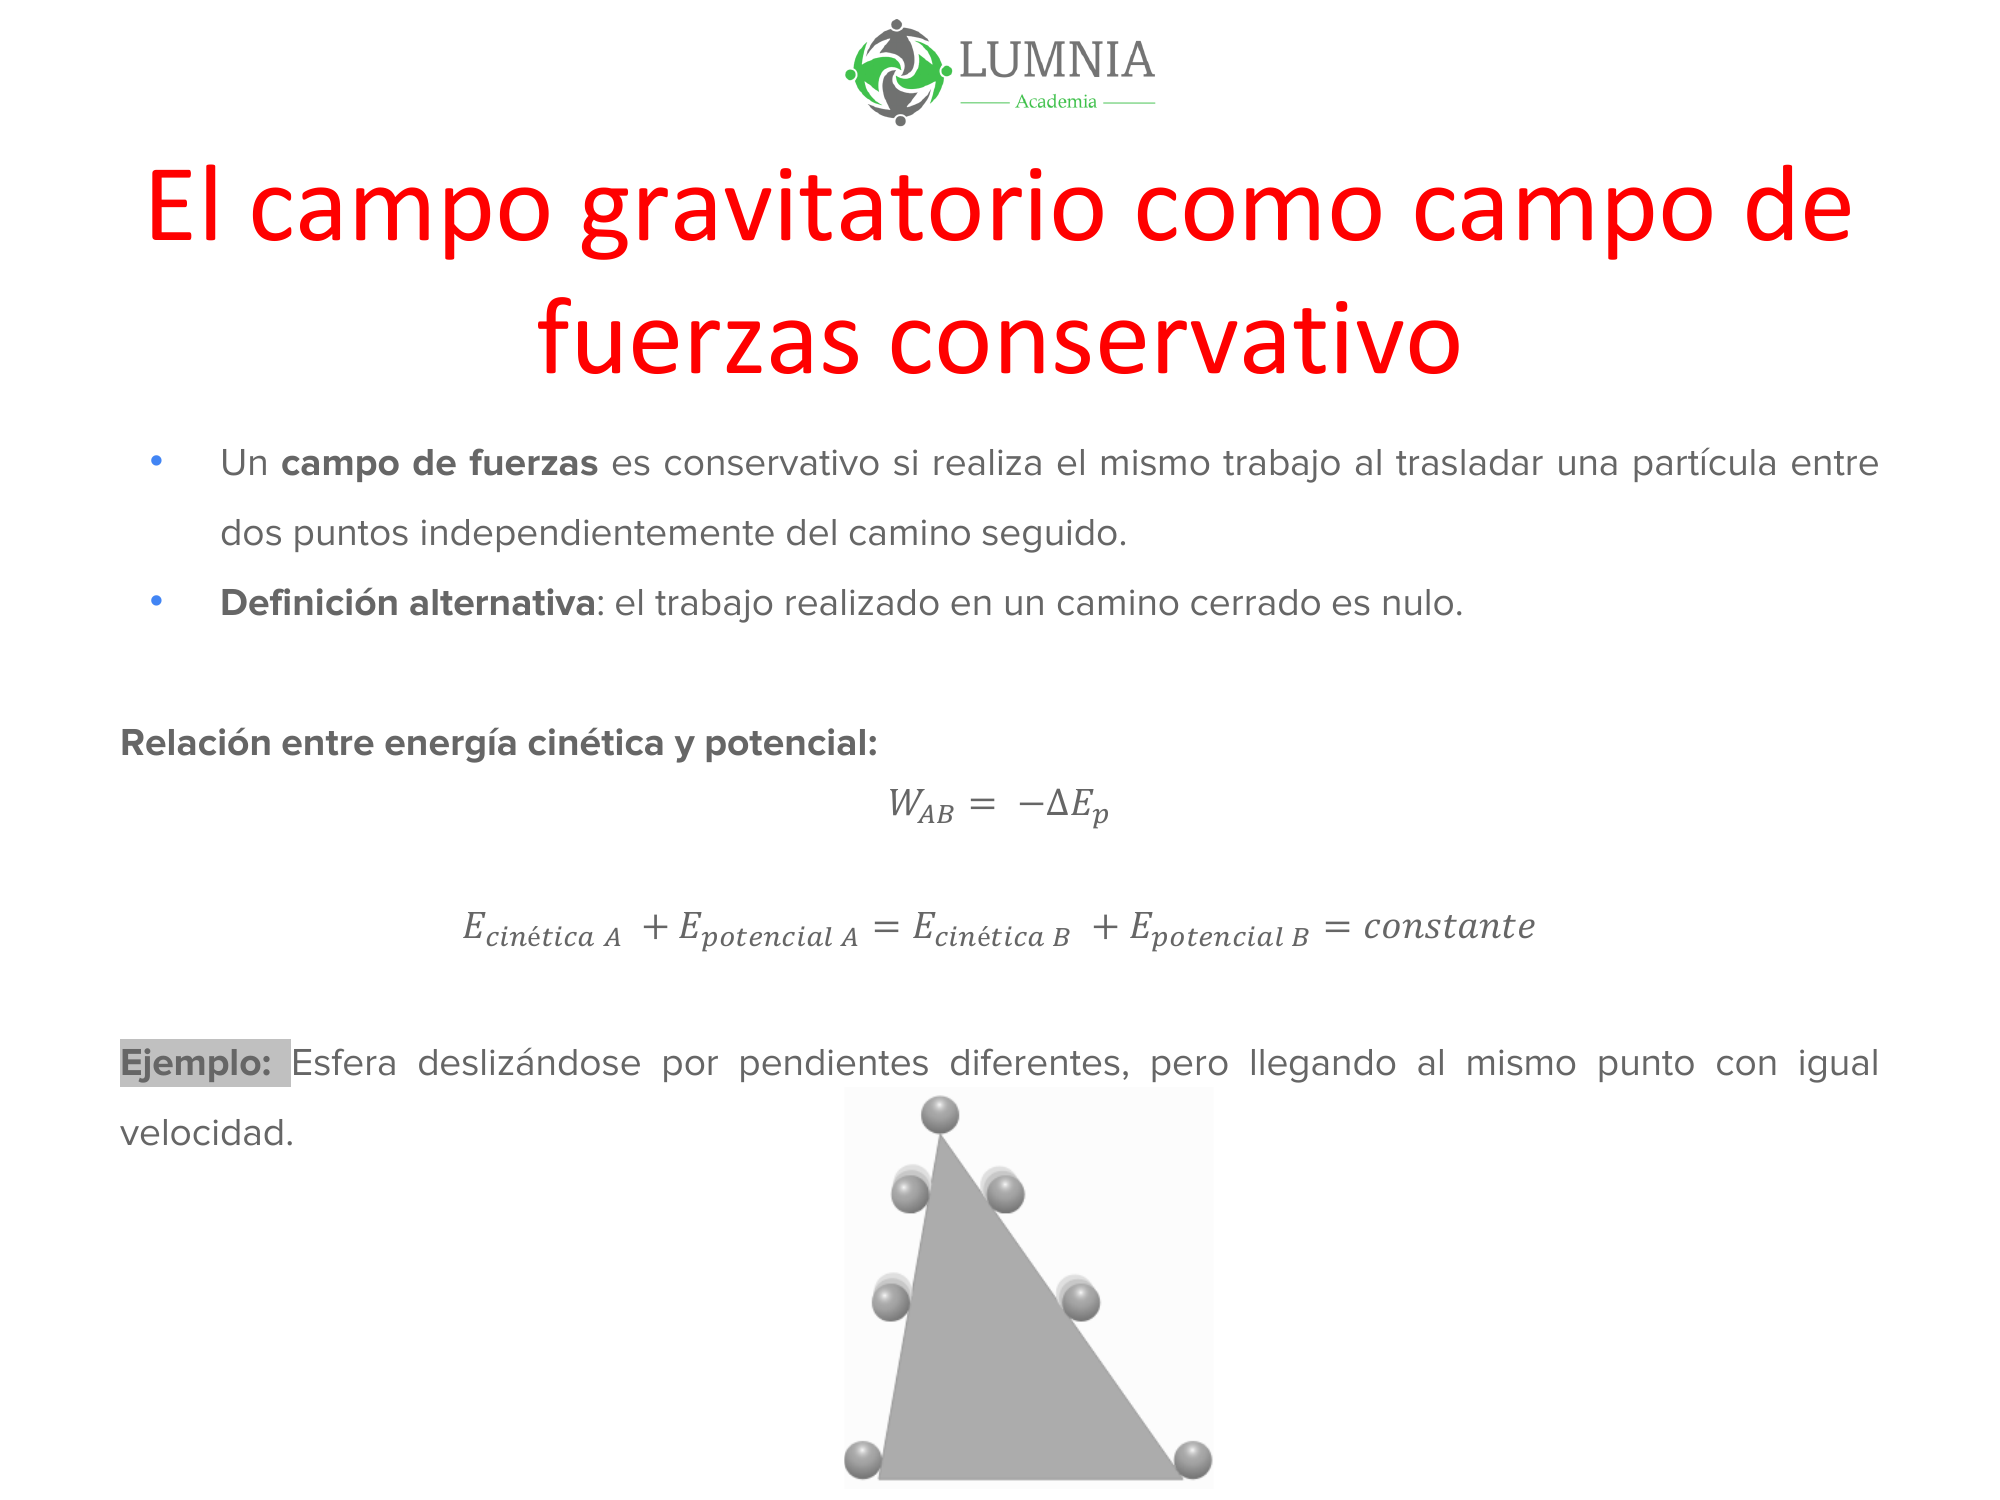 LUMNIA
Academia
El campo gravitatorio como campo de
fuerzas conservativo
• Un campo de fuerzas es conservativo si realiza el mismo trabajo al trasladar una partícula entre
dos puntos independientemente del camino seguido.
• Definición alternativa: el trabajo realizado en un camino cerrado es nulo.
Relación entre energía cinética y potencial:
W_{AB} = −ΔE_p
E_{cinética A} + E_{potencial A} = E_{cinética B} + E_{potencial B} = constante
Ejemplo: Esfera deslizándose por pendientes diferentes, pero llegando al mismo punto con igual
velocidad.